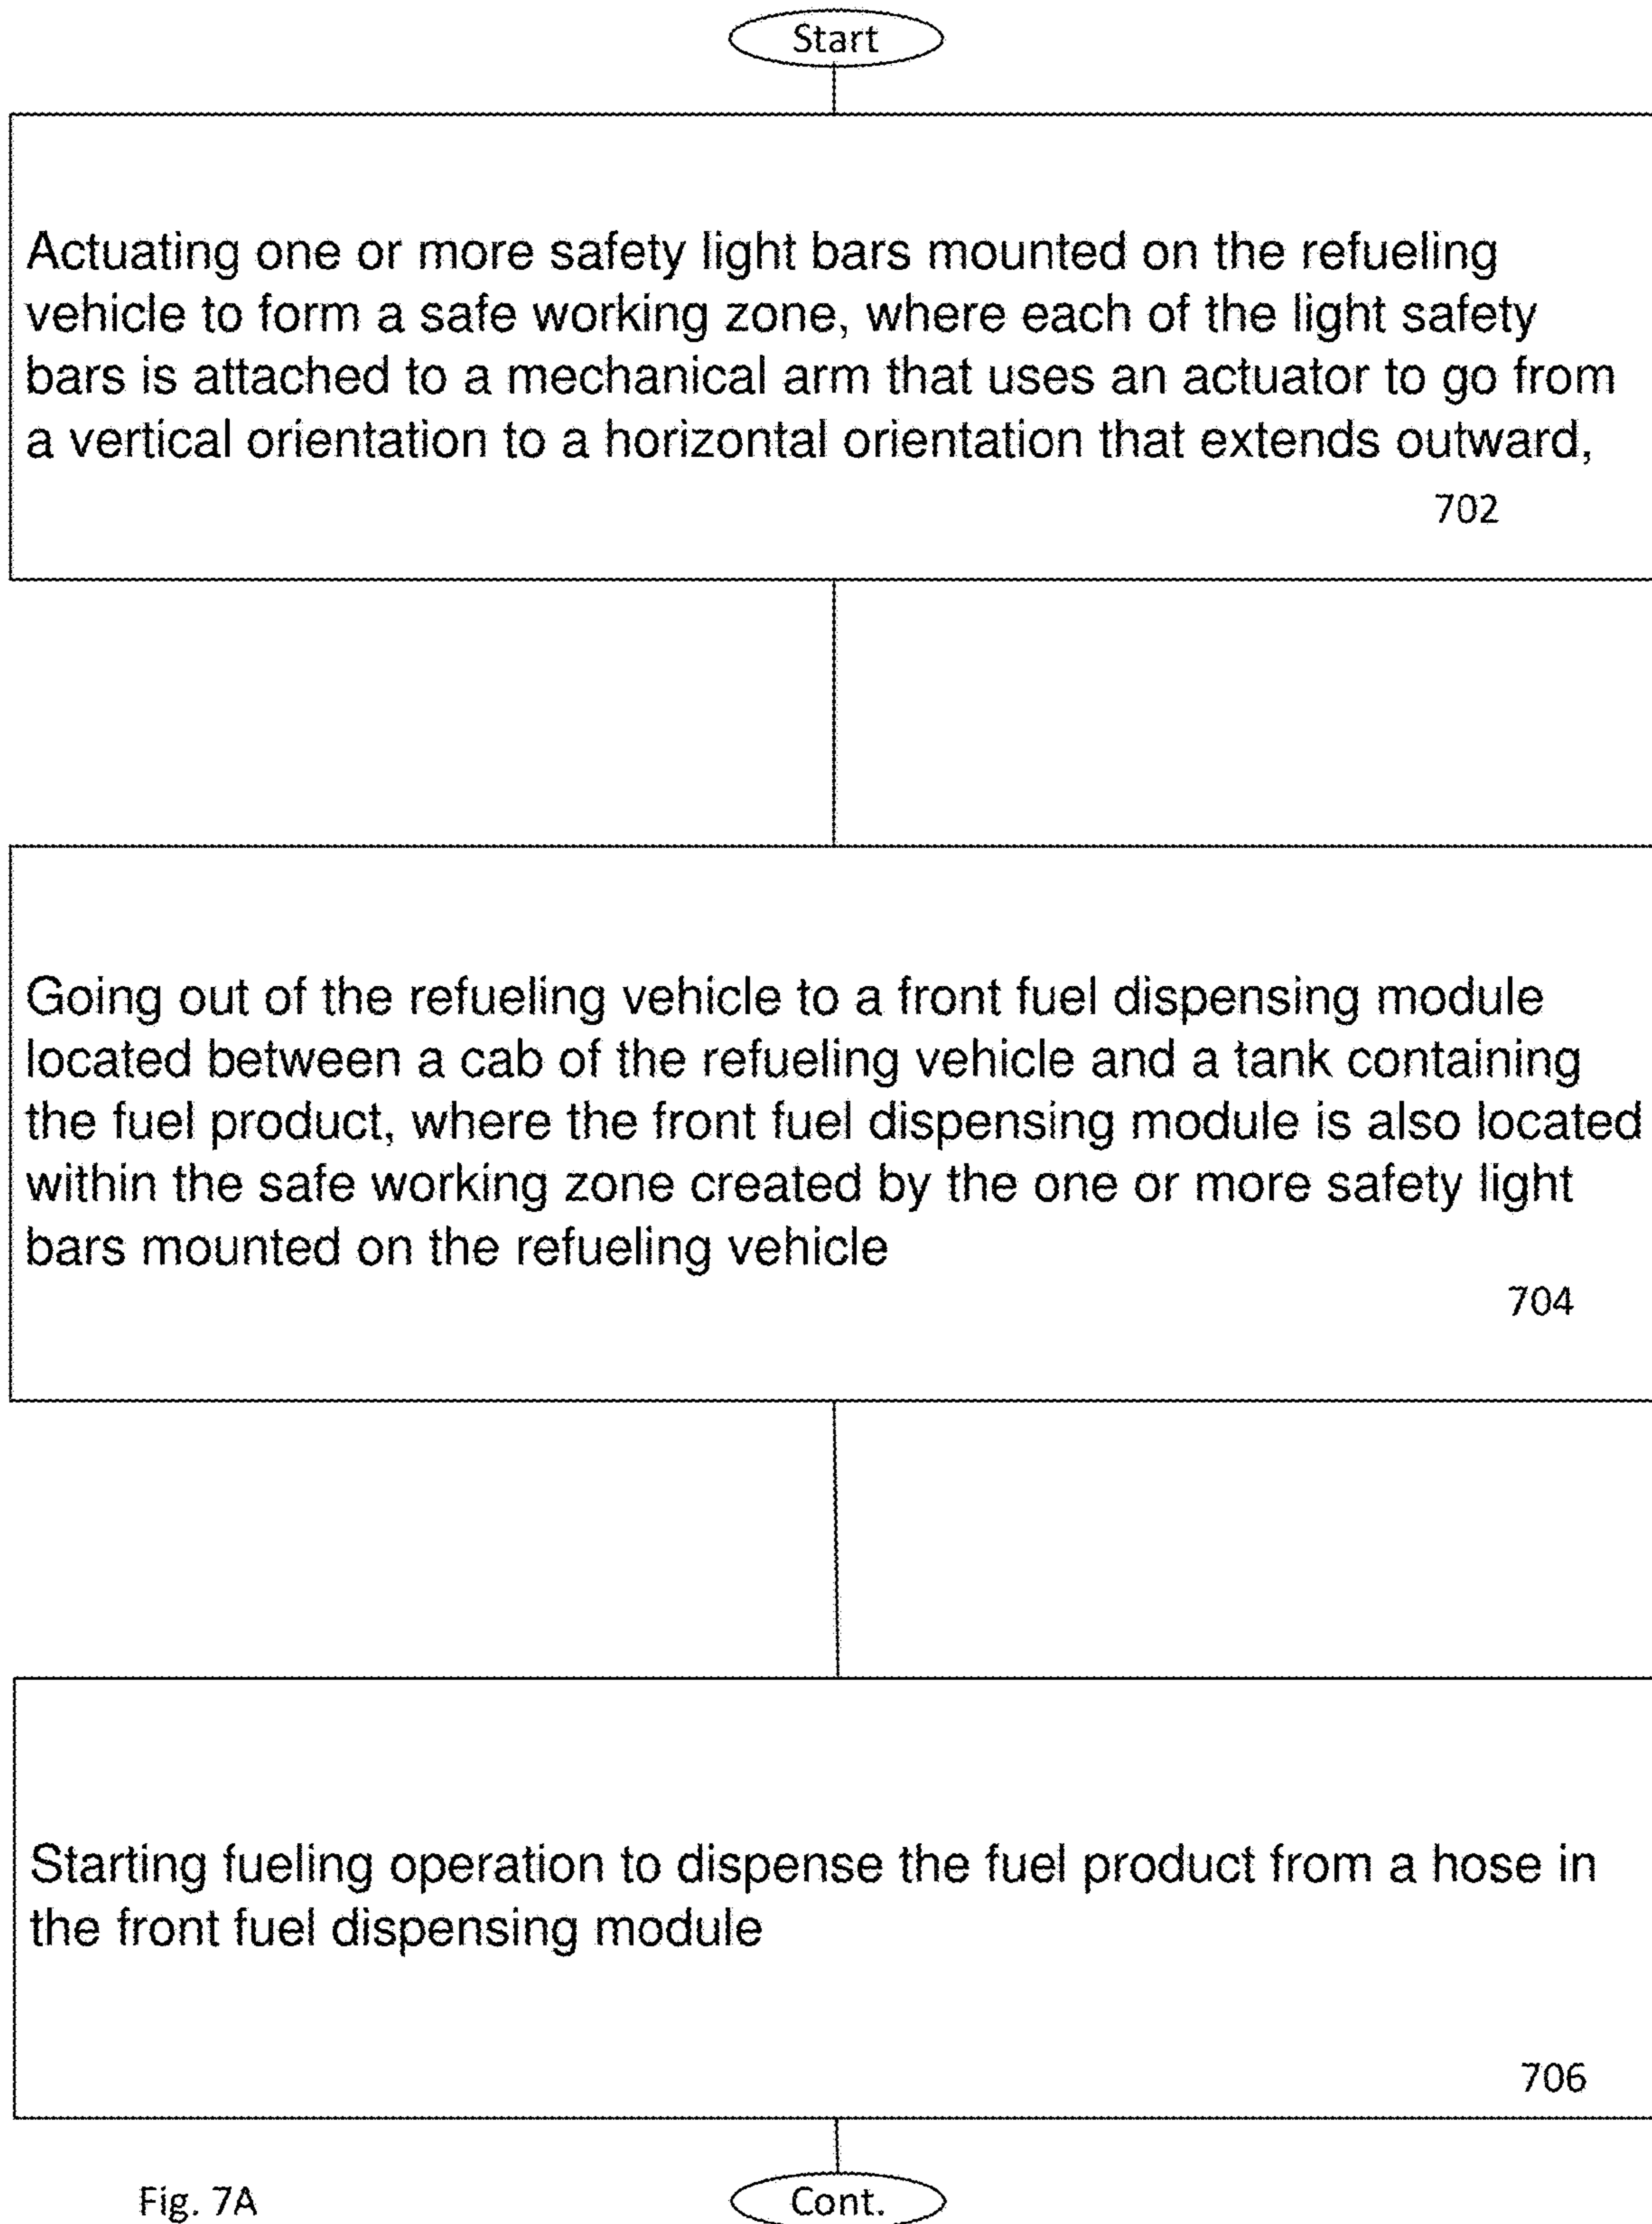 Start
Actuating one or more safety light bars mounted on the refueling
vehicle to form a safe working zone, where each of the light safety
bars is attached to a mechanical arm that uses an actuator to go from
a vertical orientation to a horizontal orientation that extends outward,
702
Going out of the refueling vehicle to a front fuel dispensing module
located between a cab of the refueling vehicle and a tank containing
the fuel product, where the front fuel dispensing module is also located
within the safe working zone created by the one or more safety light
bars mounted on the refueling vehicle
704
Starting fueling operation to dispense the fuel product from a hose in
the front fuel dispensing module
706
Fig. 7A
Cont.